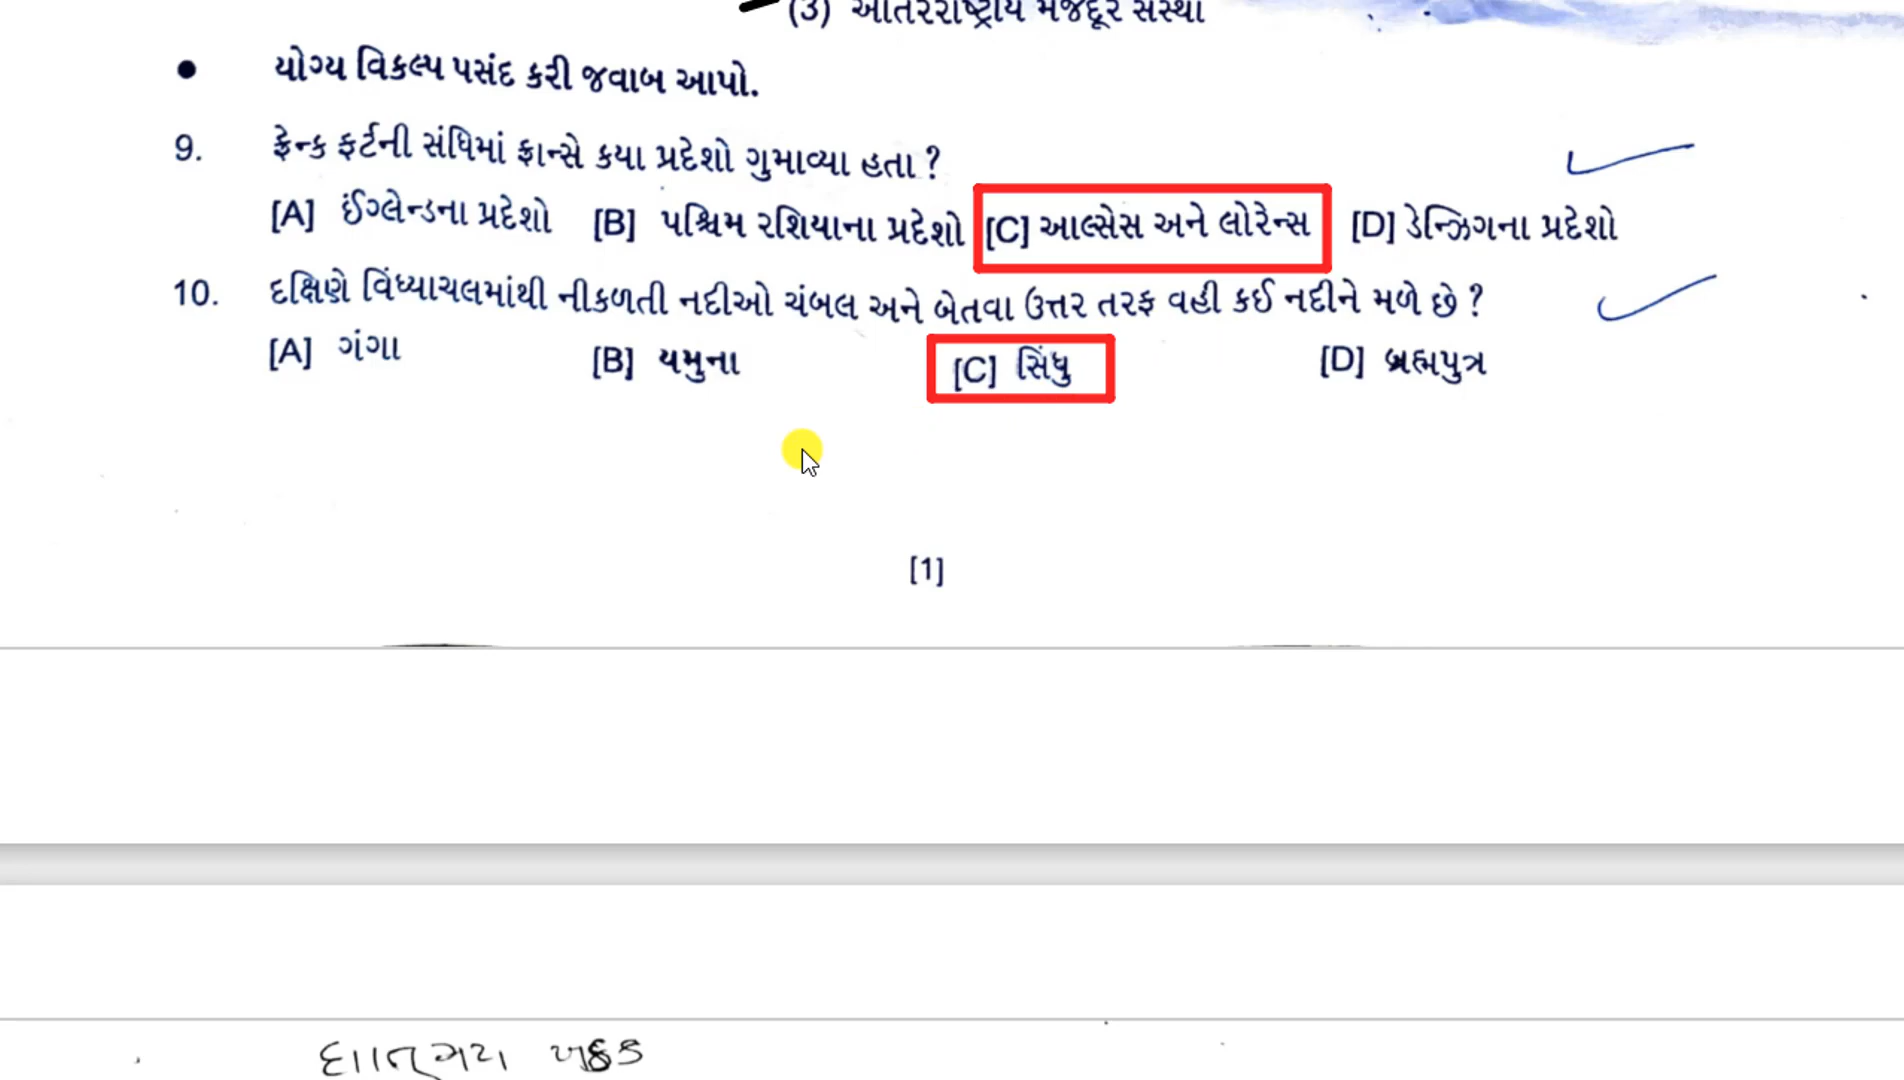 (3) આંતરરાષ્ટ્રીય મજદૂર સંસ્થા
● યોગ્ય વિકલ્પ પસંદ કરી જવાબ આપો.
9. ફ્રેન્ક ફર્ટની સંધિમાં ફ્રાન્સે કયા પ્રદેશો ગુમાવ્યા હતા ?
[A] ઈંગ્લેન્ડના પ્રદેશો [B] પશ્ચિમ રશિયાના પ્રદેશો [C] આલ્સેસ અને લોરેન્સ [D] ડેન્ઝિગના પ્રદેશો
10. દક્ષિણે વિંધ્યાચલમાંથી નીકળતી નદીઓ ચંબલ અને બેતવા ઉત્તર તરફ વહી કઈ નદીને મળે છે ?
[A] ગંગા [B] યમુના [C] સિંધુ [D] બ્રહ્મપુત્ર
[1]